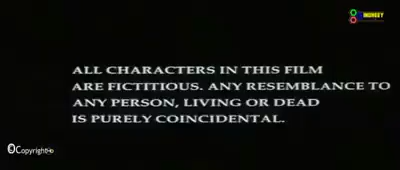 INDREEY
ALL CHARACTERS IN THIS FILM
ARE FICTITIOUS. ANY RESEMBLANCE TO
ANY PERSON, LIVING OR DEAD
IS PURELY COINCIDENTAL.
©Copyright